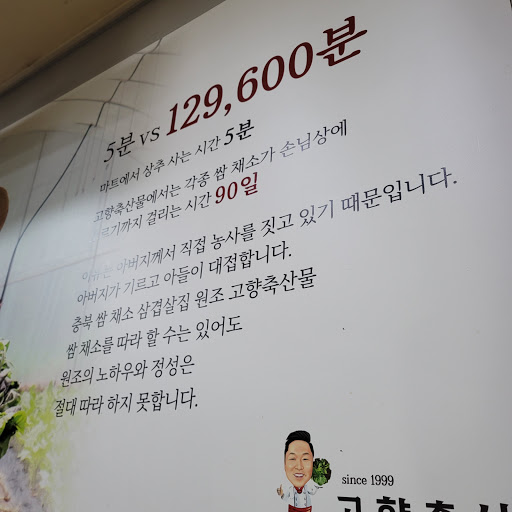 5분 vs 129,600분
마트에서 상추 사는 시간 5분
고향축산물에서는 각종 쌈 채소가 손님상에
오르기까지 걸리는 시간 90일
이유는 아버지께서 직접 농사를 짓고 있기 때문입니다.
아버지가 기르고 아들이 대접합니다.
충북 쌈 채소 삼겹살집 원조 고향축산물
쌈 채소를 따라 할 수는 있어도
원조의 노하우와 정성은
절대 따라 하지 못합니다.
since 1999
고향축산